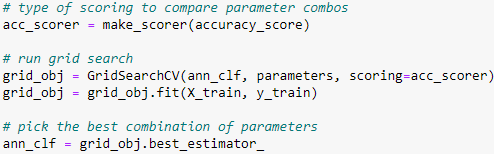 # type of scoring to compare parameter combos
acc_scorer = make_scorer(accuracy_score)
# run grid search
grid_obj = GridSearchCV(ann_clf, parameters, scoring=acc_scorer)
grid_obj = grid_obj.fit(X_train, y_train)
# pick the best combination of parameters
ann_clf = grid_obj.best_estimator_